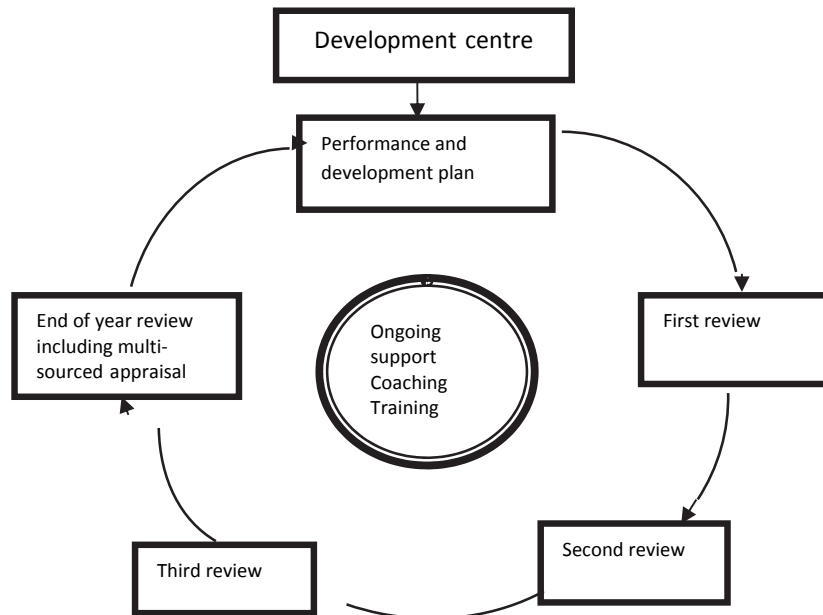 Development centre
Performance and
development plan
First review
Second review
Third review
End of year review
including multi-
sourced appraisal
Ongoing
support
Coaching
Training